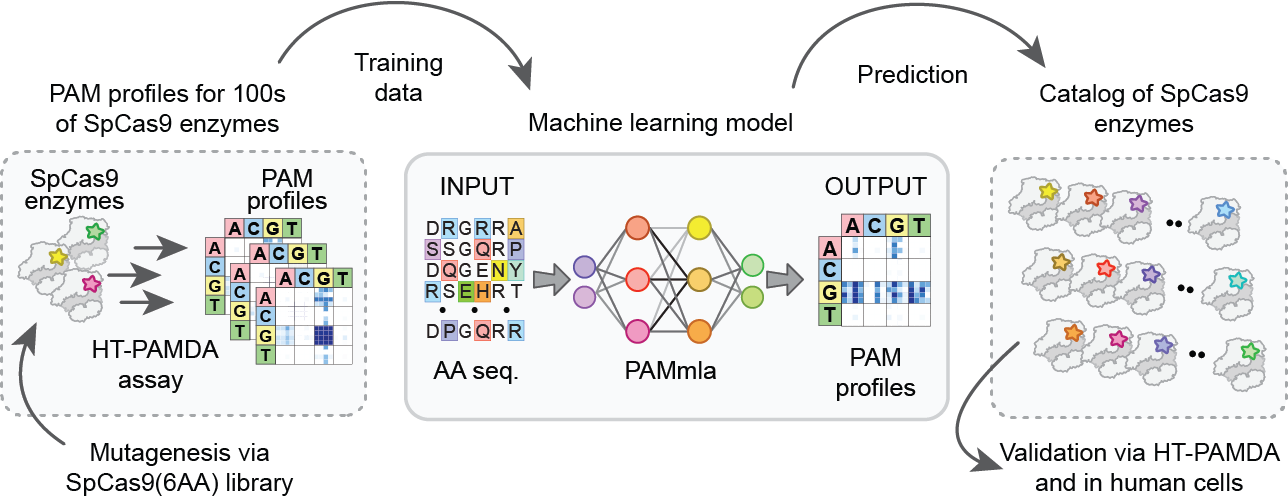 PAM profiles for 100s
of SpCas9 enzymes
Training
data
Machine learning model
Prediction
Catalog of SpCas9
enzymes
SpCas9
enzymes
PAM
profiles
A C G T
A
C
G
T
A C G T
A
C
G
T
A C G T
A
C
G
T
HT-PAMDA
assay
Mutagenesis via
SpCas9(6AA) library
INPUT
DRGRRA
SSGQRP
DQGENY
RSEHRT
DPGQRR
AA seq.
PAMmla
OUTPUT
A C G T
A
C
G
T
PAM
profiles
Validation via HT-PAMDA
and in human cells